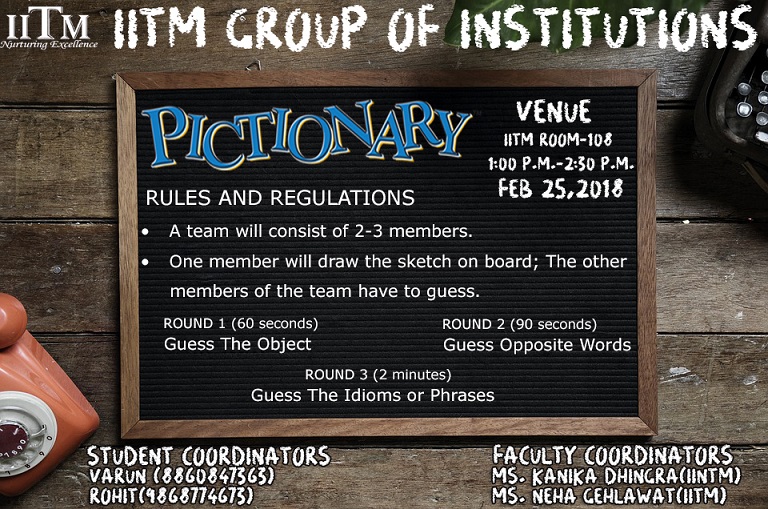 IITM
Nurturing Excellence
IITM GROUP OF INSTITUTIONS
PICTIONARY
VENUE
IITM ROOM-108
1:00 P.M.-2:30 P.M.
FEB 25,2018
RULES AND REGULATIONS
• A team will consist of 2-3 members.
• One member will draw the sketch on board; The other
members of the team have to guess.
ROUND 1 (60 seconds)
Guess The Object
ROUND 2 (90 seconds)
Guess Opposite Words
ROUND 3 (2 minutes)
Guess The Idioms or Phrases
STUDENT COORDINATORS
VARUN (8860847363)
ROHIT(9868774673)
FACULTY COORDINATORS
MS. KANIKA DHINGRA(IINTM)
MS. NEHA GEHLAWAT(IITM)